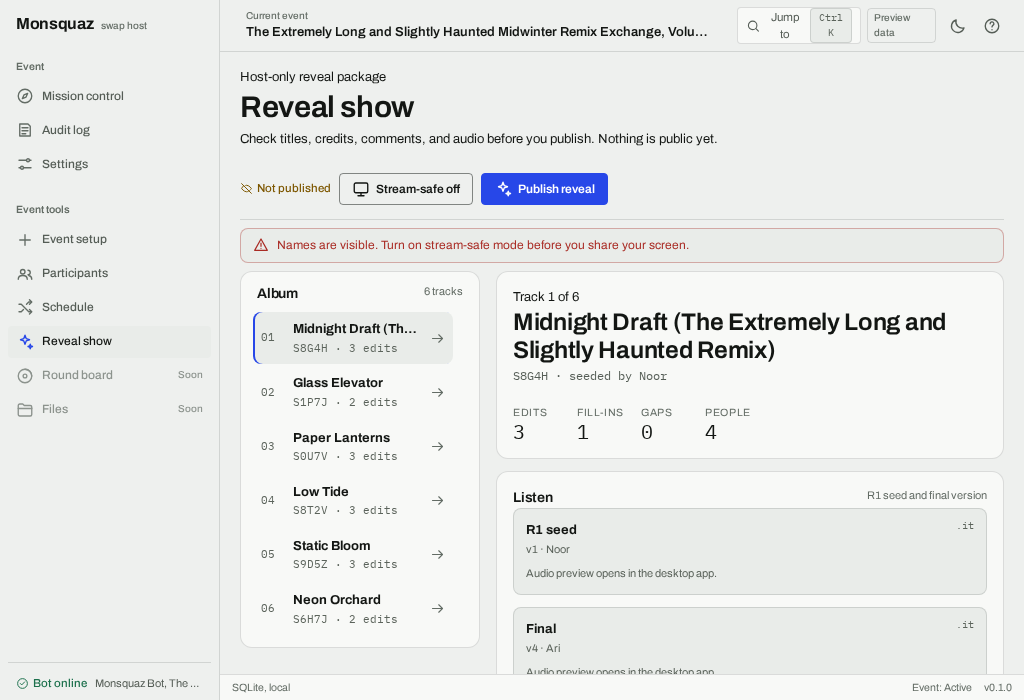 Monsquaz swap host
Event
Mission control
Audit log
Settings
Event tools
Event setup
Participants
Schedule
Reveal show
Round board Soon
Files Soon
Bot online Monsquaz Bot, The ...
Current event
The Extremely Long and Slightly Haunted Midwinter Remix Exchange, Volu...
Jump to Ctrl K
Preview data
Host-only reveal package
Reveal show
Check titles, credits, comments, and audio before you publish. Nothing is public yet.
Not published Stream-safe off Publish reveal
Names are visible. Turn on stream-safe mode before you share your screen.
Album 6 tracks
01 Midnight Draft (Th...
S8G4H · 3 edits
02 Glass Elevator
S1P7J · 2 edits
03 Paper Lanterns
S0U7V · 3 edits
04 Low Tide
S8T2V · 3 edits
05 Static Bloom
S9D5Z · 3 edits
06 Neon Orchard
S6H7J · 2 edits
Track 1 of 6
Midnight Draft (The Extremely Long and
Slightly Haunted Remix)
S8G4H · seeded by Noor
EDITS FILL-INS GAPS PEOPLE
3 1 0 4
Listen R1 seed and final version
R1 seed .it
v1 · Noor
Audio preview opens in the desktop app.
Final .it
v4 · Ari
Audio preview opens in the desktop app.
SQLite, local
Event: Active v0.1.0